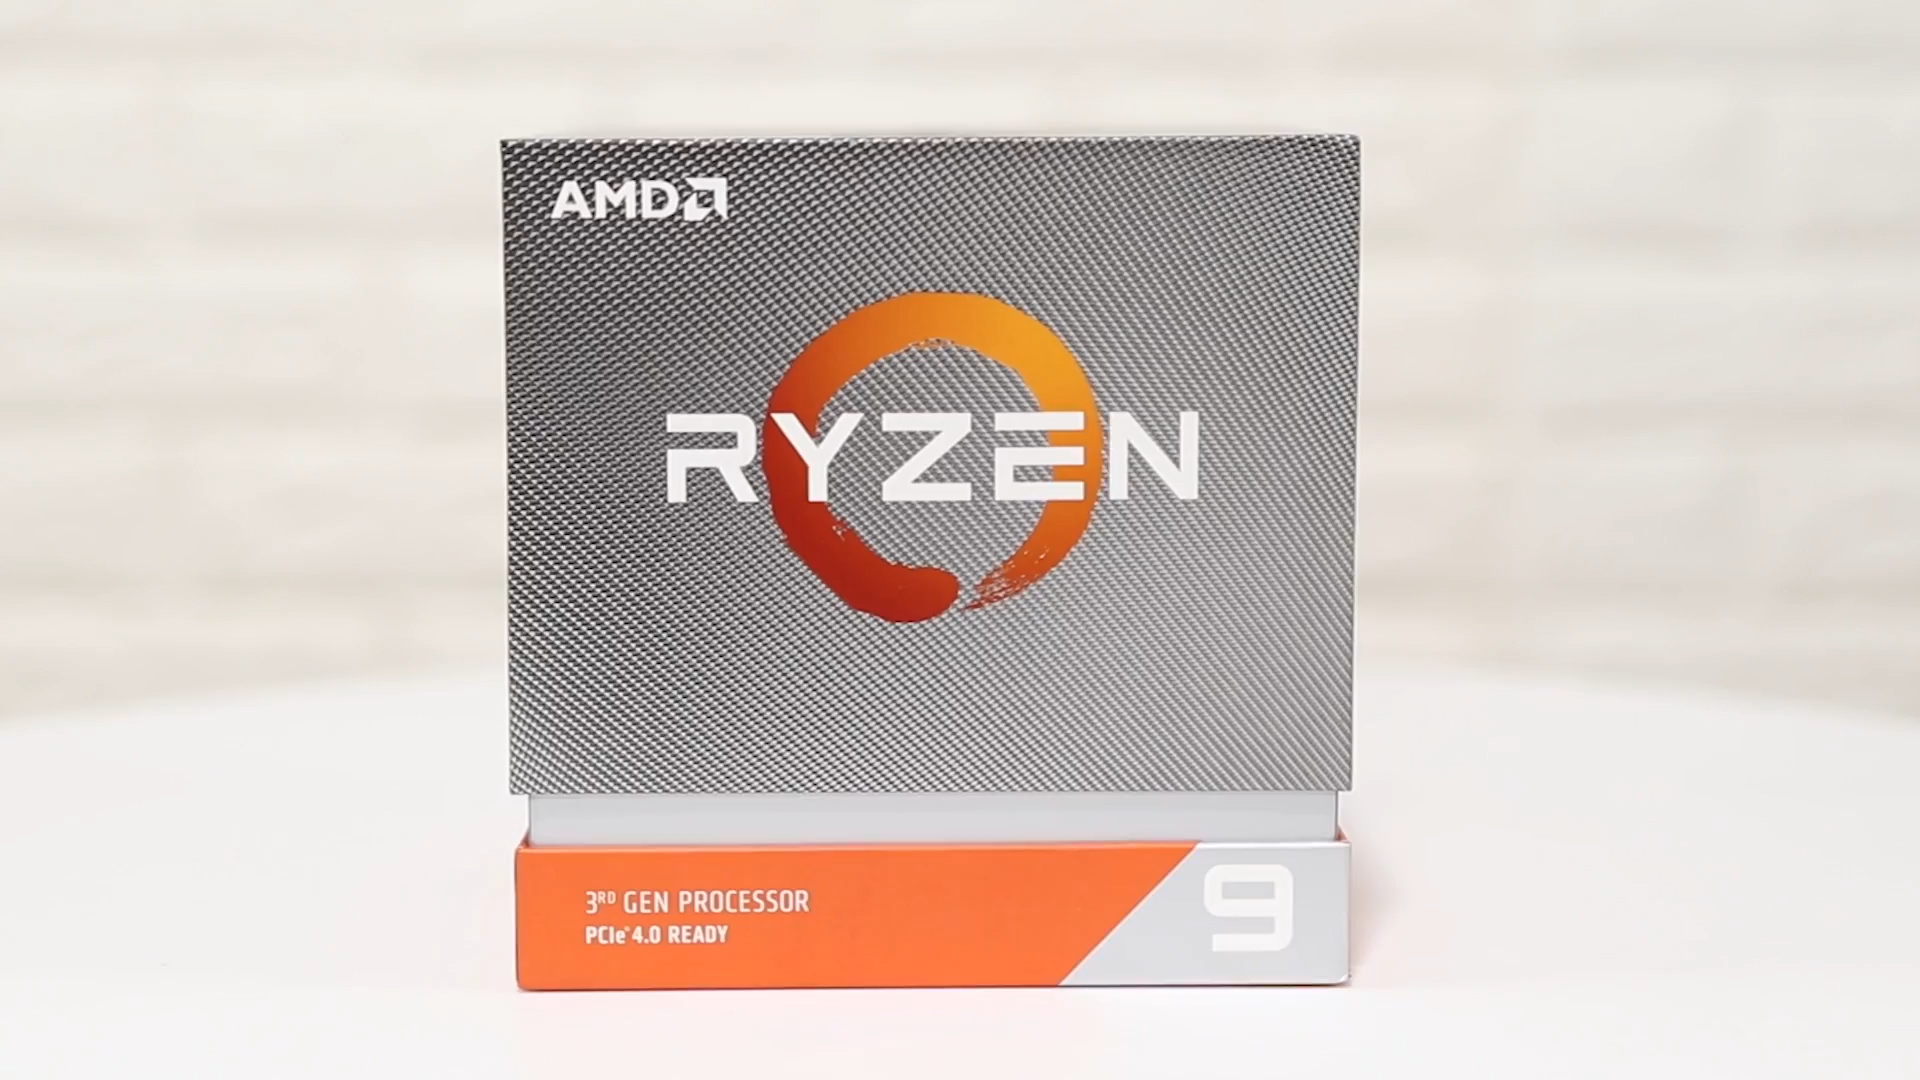 AMD
RYZEN
3RD GEN PROCESSOR
PCIe® 4.0 READY
9